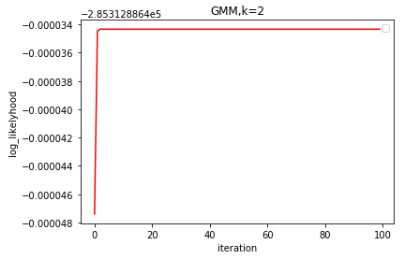 −2.853128864e5
GMM,k=2
−0.000034
−0.000036
−0.000038
−0.000040
−0.000042
−0.000044
−0.000046
−0.000048
log_likelyhood
0 20 40 60 80 100
iteration